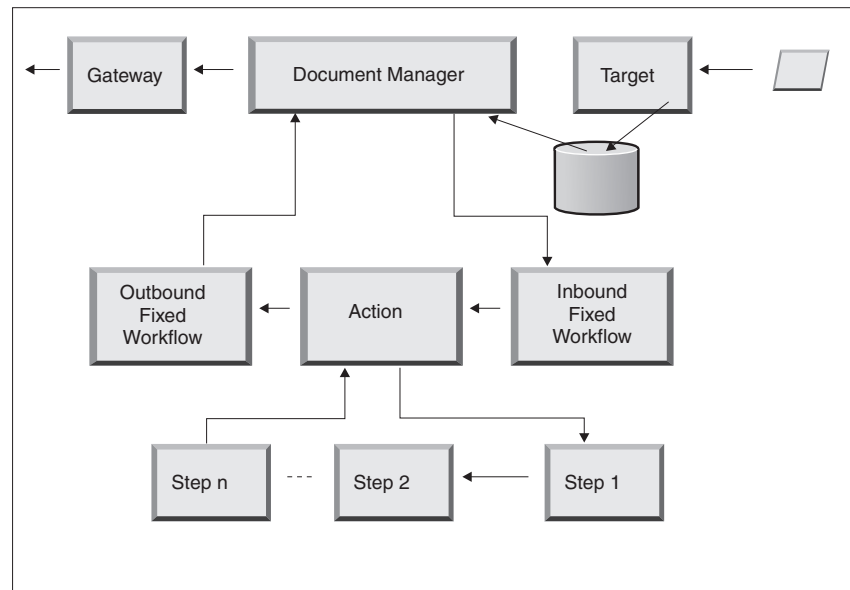 Gateway
Document Manager
Target
Outbound
Fixed
Workflow
Action
Inbound
Fixed
Workflow
Step n
Step 2
Step 1